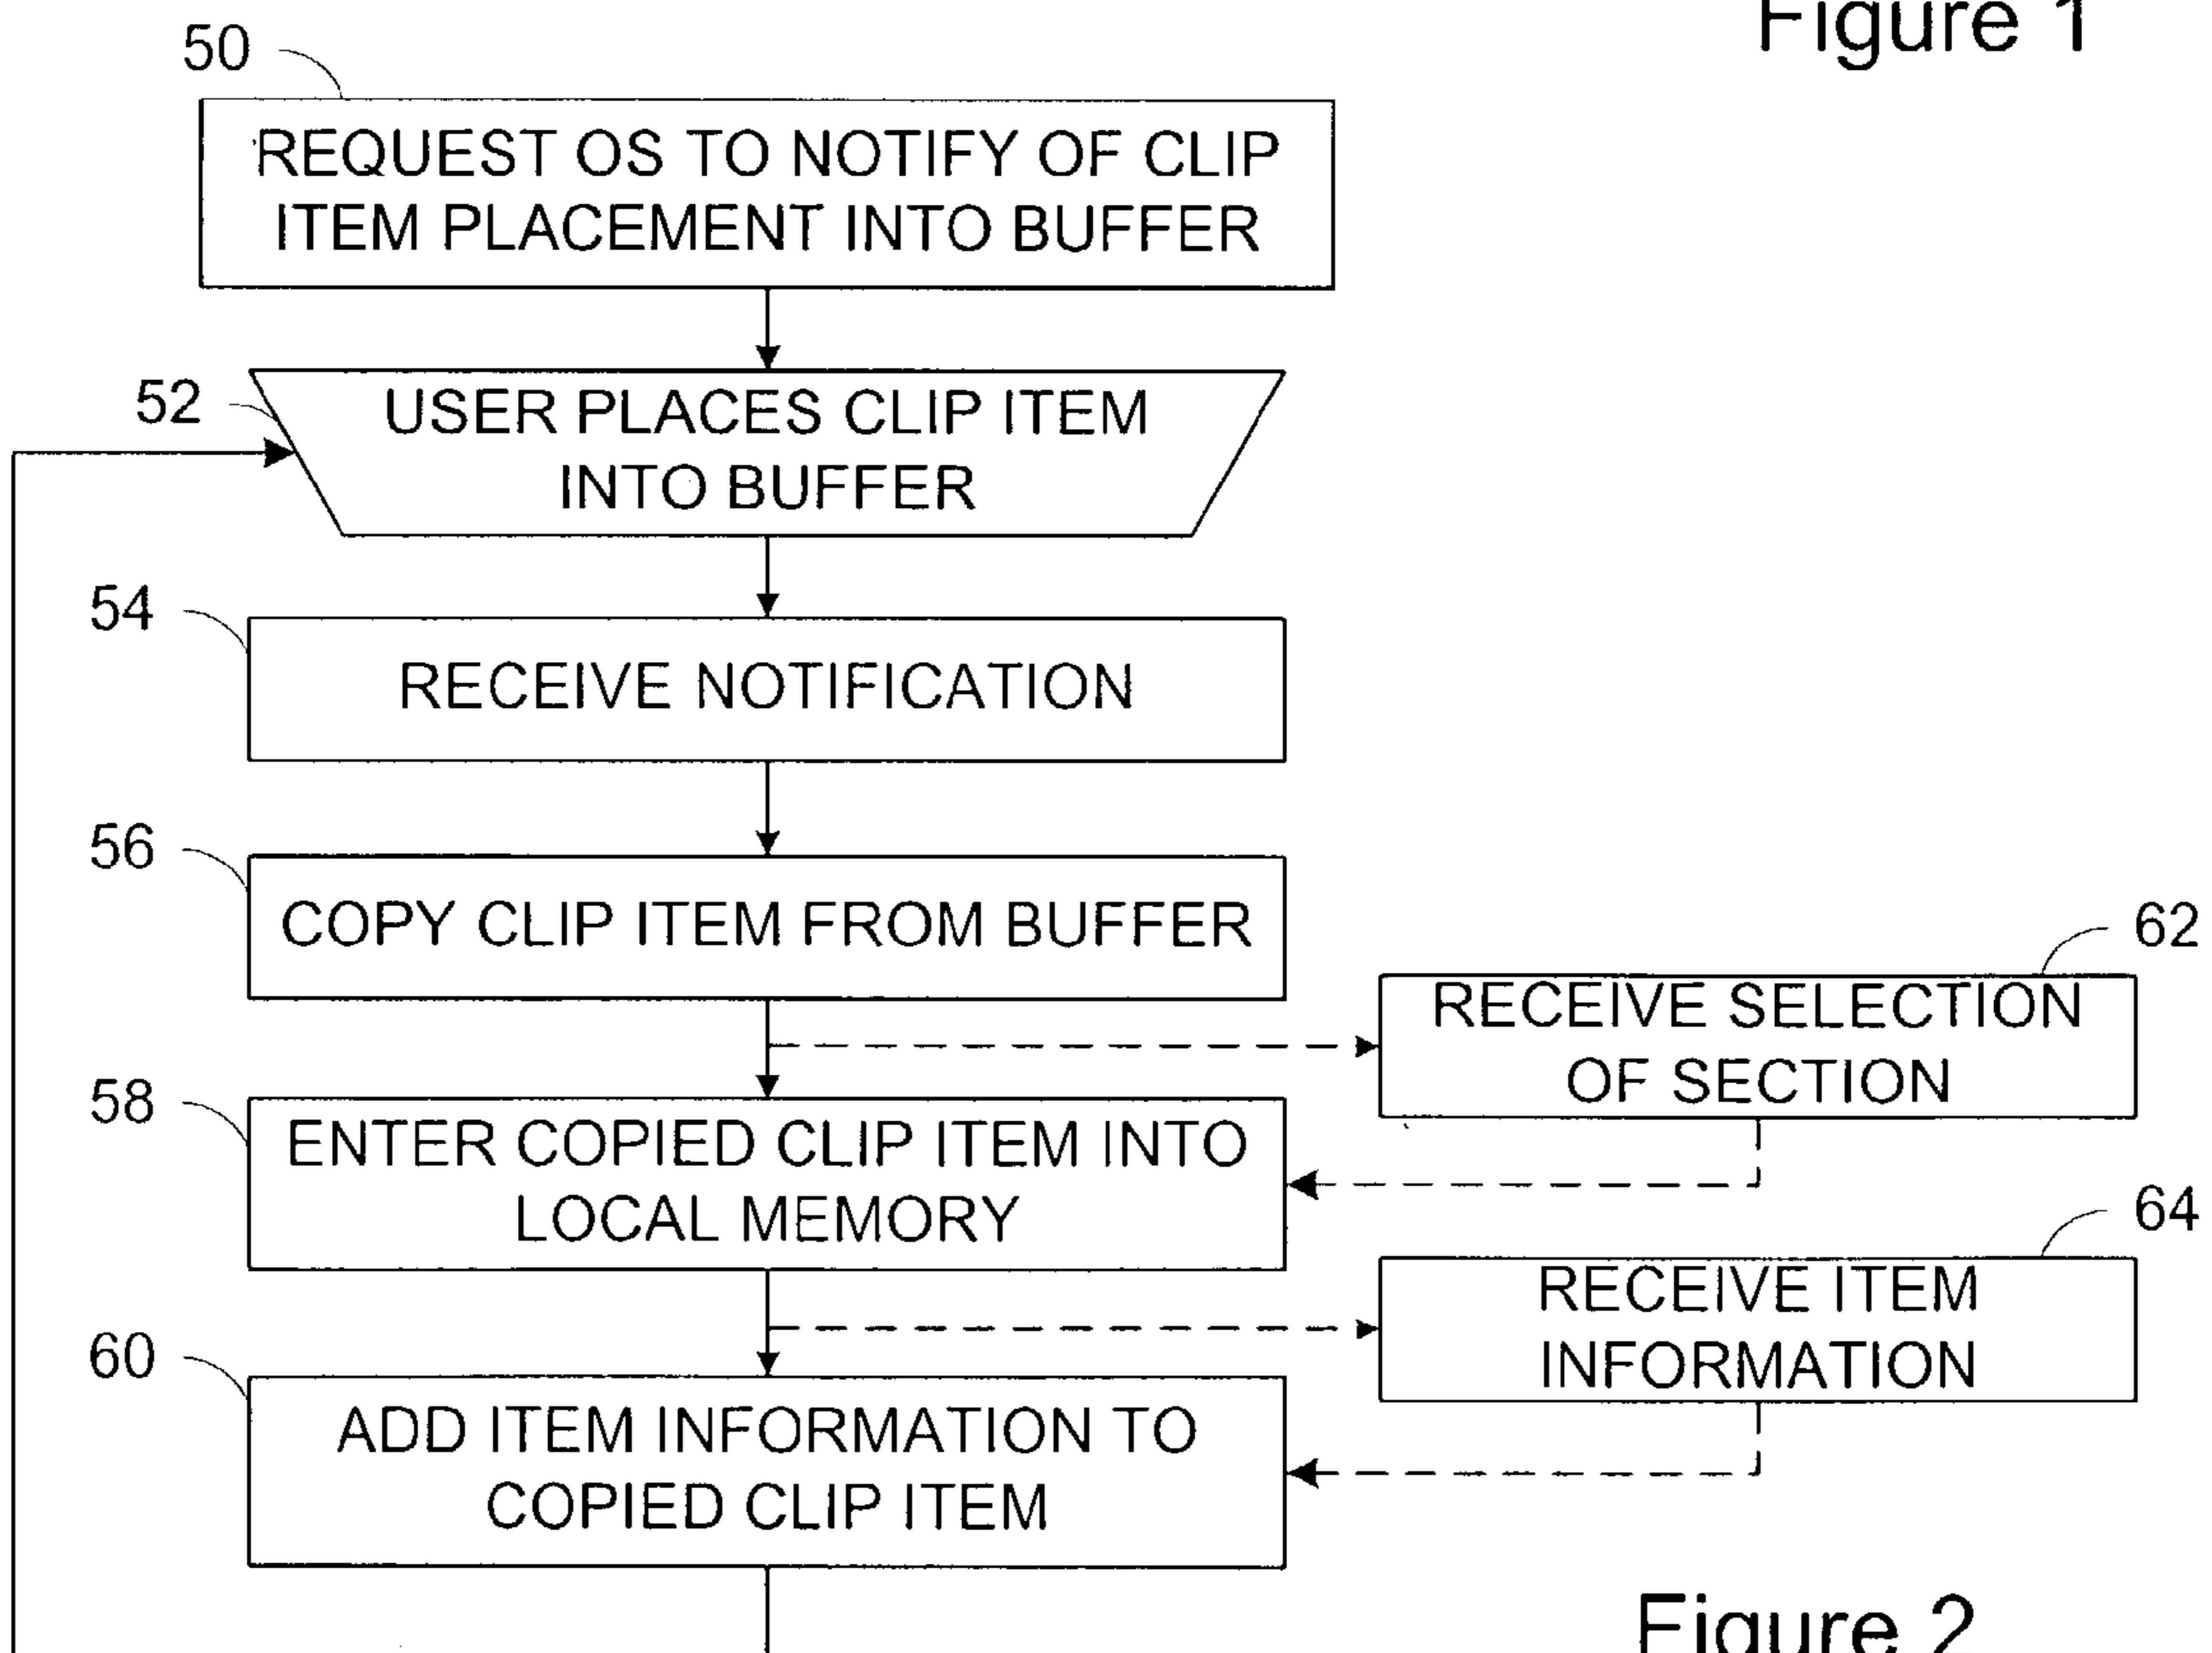 Figure 1
50
REQUEST OS TO NOTIFY OF CLIP
ITEM PLACEMENT INTO BUFFER
52
USER PLACES CLIP ITEM
INTO BUFFER
54
RECEIVE NOTIFICATION
56
COPY CLIP ITEM FROM BUFFER
62
RECEIVE SELECTION
OF SECTION
58
ENTER COPIED CLIP ITEM INTO
LOCAL MEMORY
64
RECEIVE ITEM
INFORMATION
60
ADD ITEM INFORMATION TO
COPIED CLIP ITEM
Figure 2